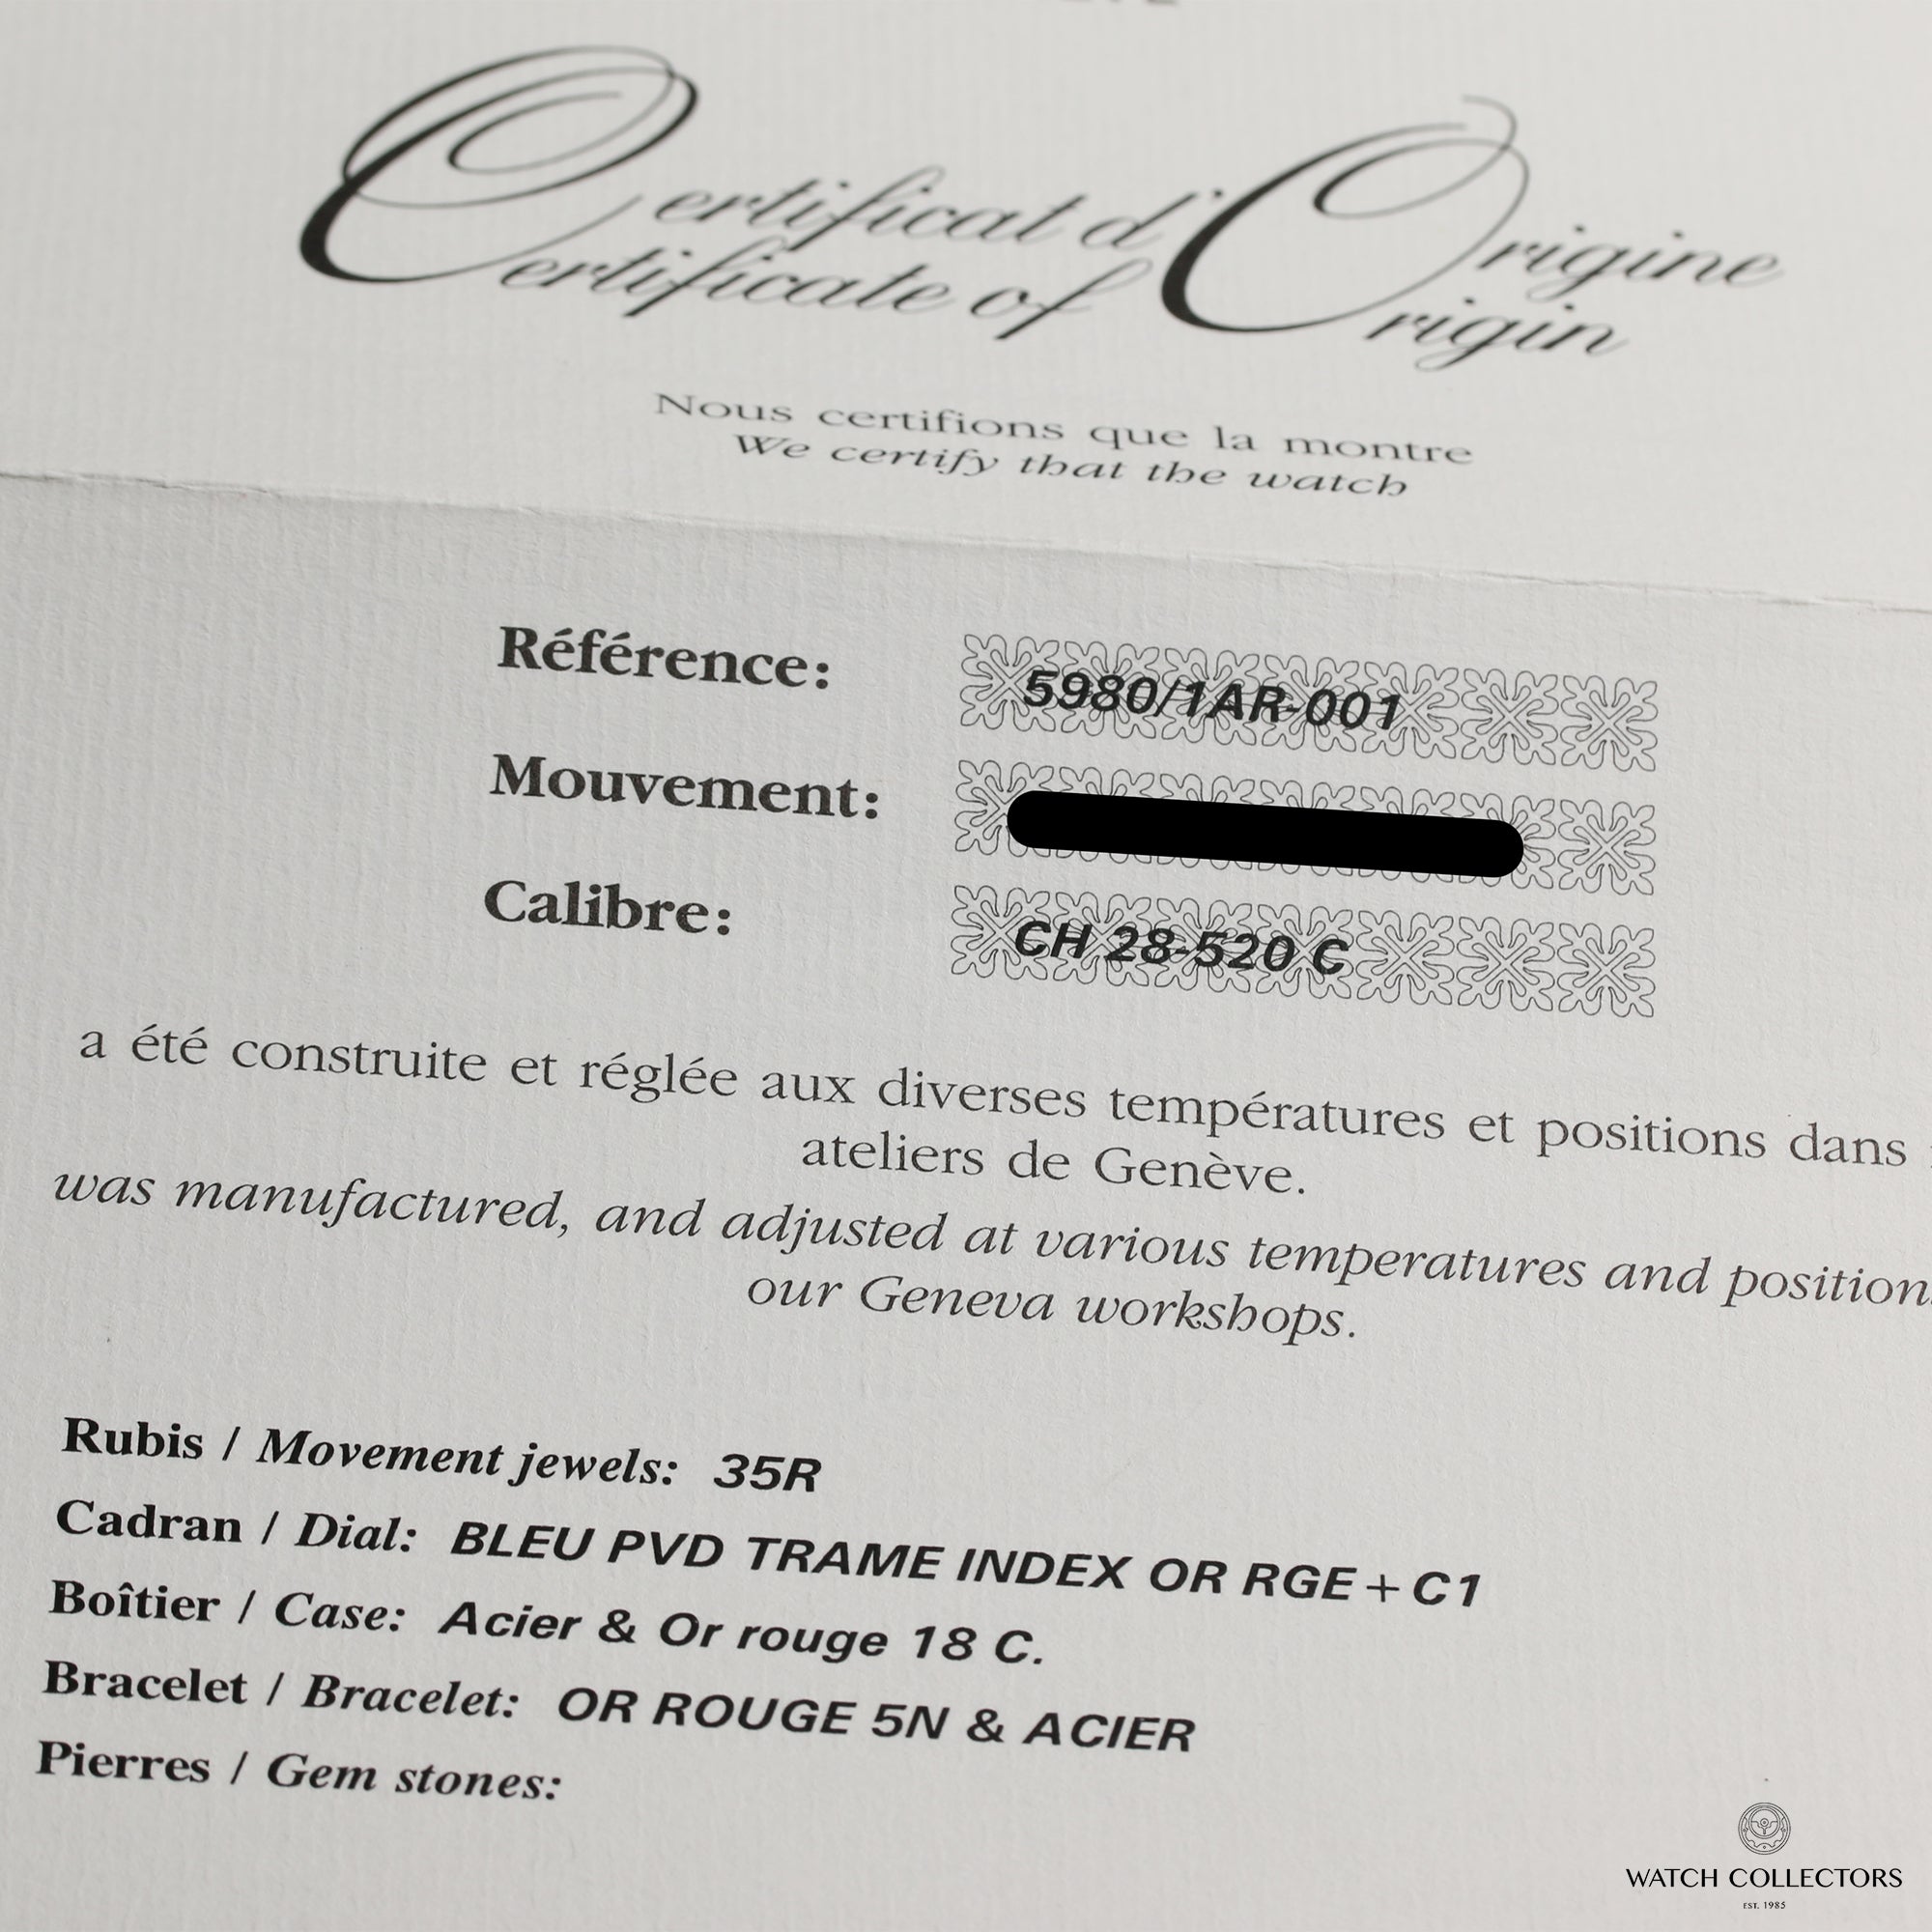 Certificat d'Origine
Certificate of Origin
Nous certifions que la montre
We certify that the watch
Référence: 5980/1AR-001
Mouvement:
Calibre: CH 28-520 C
a été construite et réglée aux diverses températures et positions dans
ateliers de Genève.
was manufactured, and adjusted at various temperatures and position
our Geneva workshops.
Rubis / Movement jewels: 35R
Cadran / Dial: BLEU PVD TRAME INDEX OR RGE+C1
Boîtier / Case: Acier & Or rouge 18 C.
Bracelet / Bracelet: OR ROUGE 5N & ACIER
Pierres / Gem stones:
WATCH COLLECTORS
EST. 1985